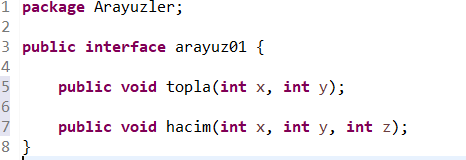 1 package Arayuzler;
2
3 public interface arayuz01 {
4
5     public void topla(int x, int y);
6
7     public void hacim(int x, int y, int z);
8 }